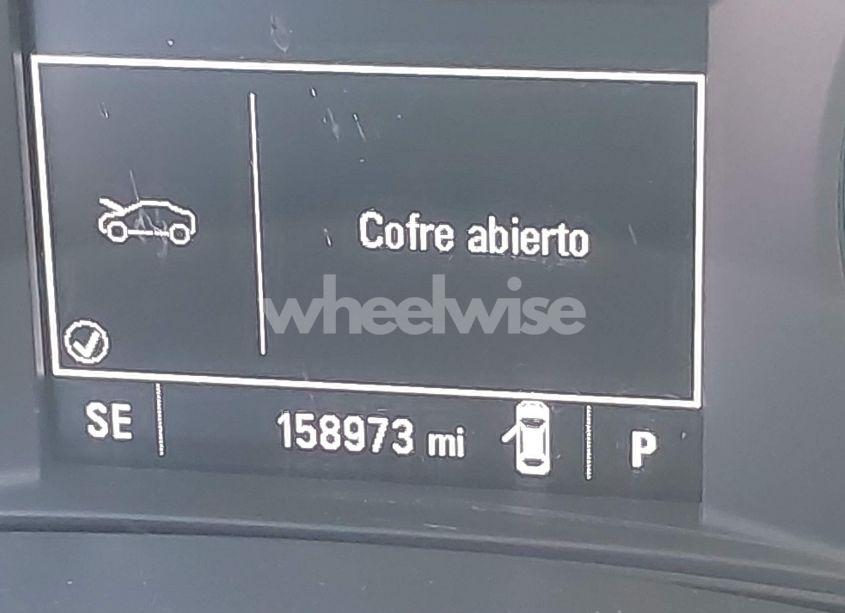 Cofre abierto
wheelwise
SE 158973 mi P